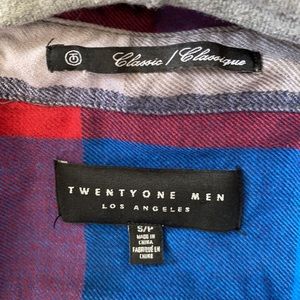 Classic / Classique
TWENTYONE MEN
LOS ANGELES
S/P
MADE IN
CHINA
FABRIQUÉ EN
CHINE